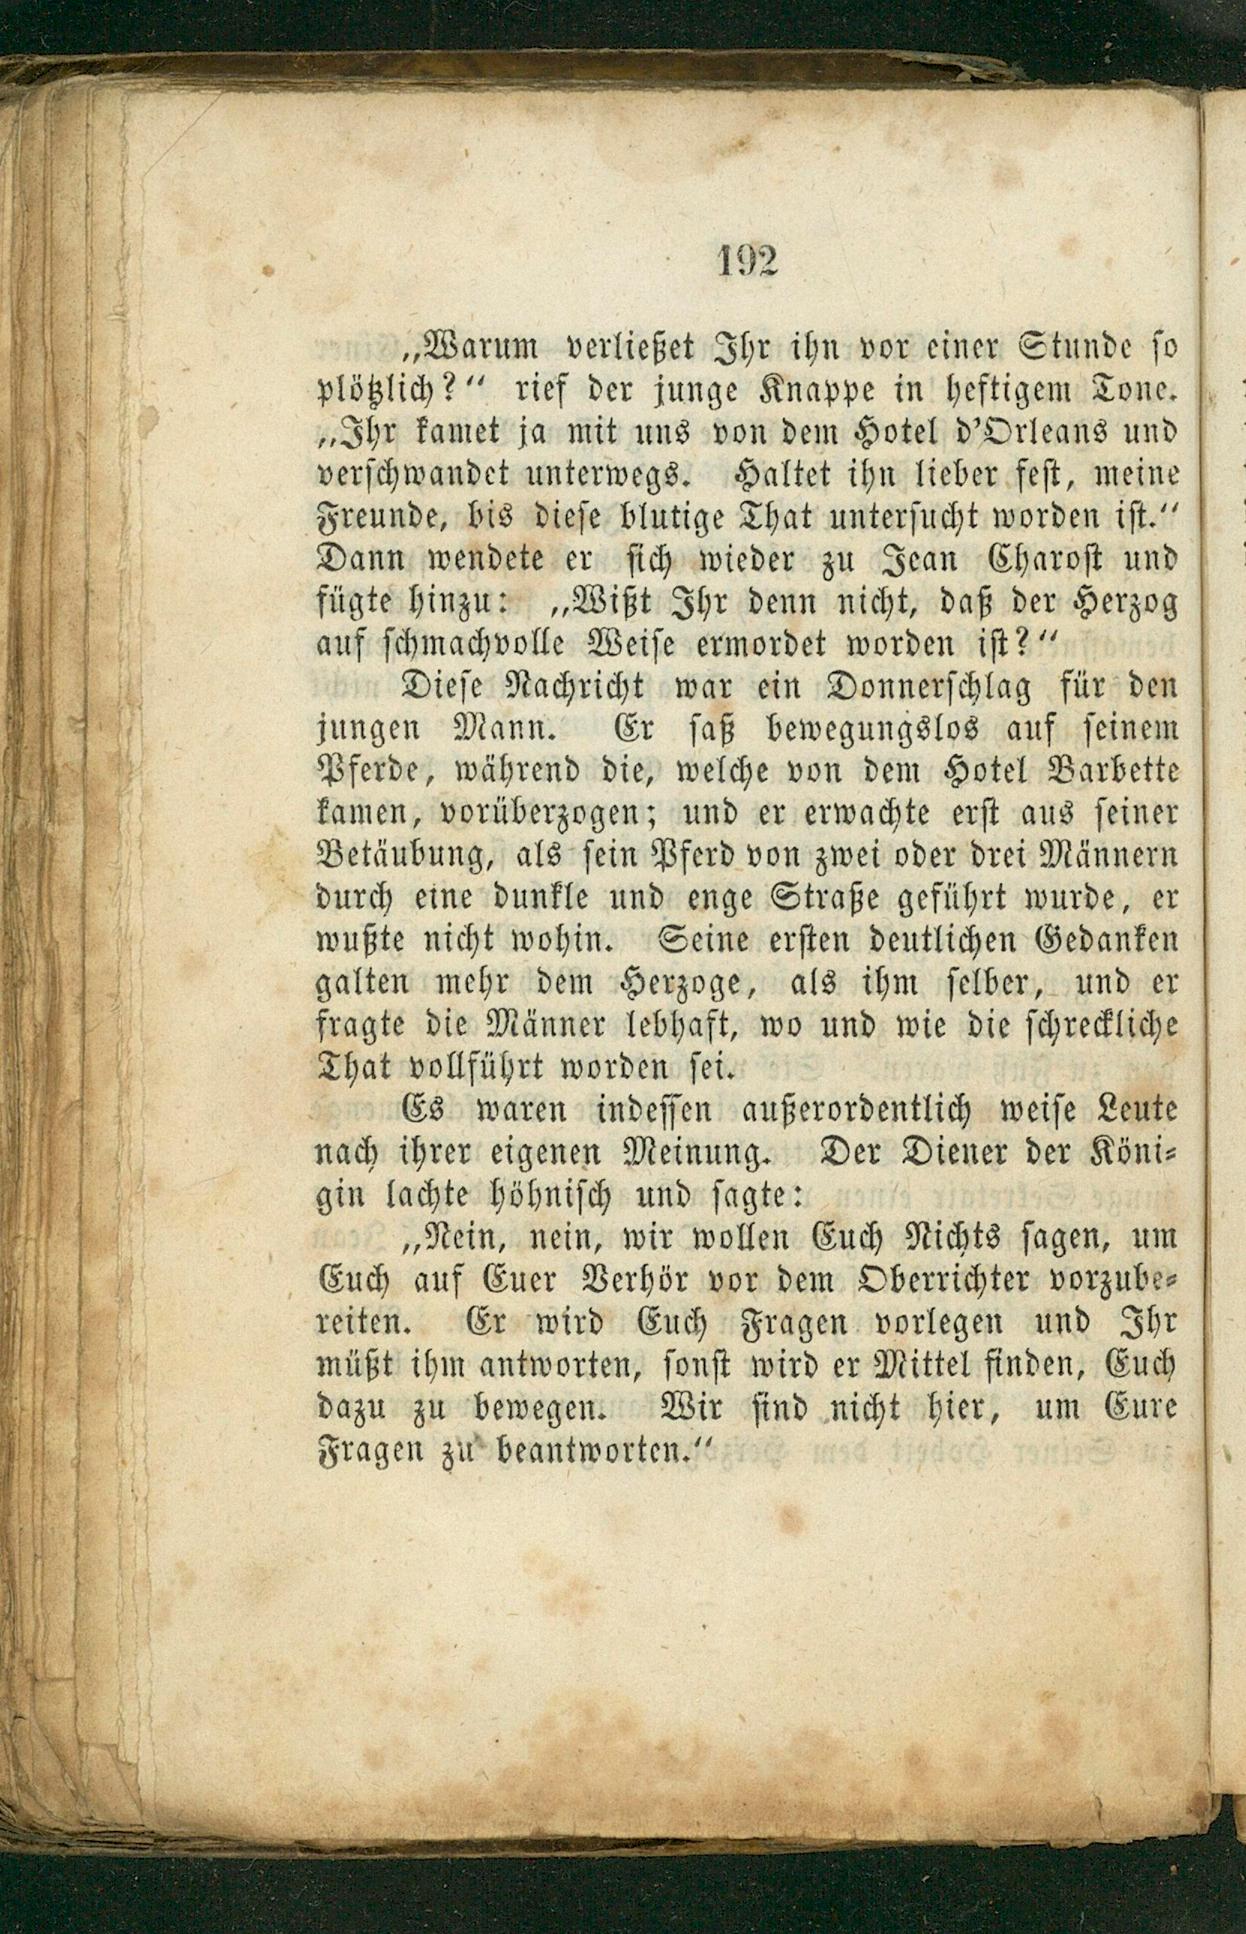 192
„Warum verließet Ihr ihn vor einer Stunde so
plötzlich?“ rief der junge Knappe in heftigem Tone.
„Ihr kamet ja mit uns von dem Hotel d'Orleans und
verschwandet unterwegs. Haltet ihn lieber fest, meine
Freunde, bis diese blutige That untersucht worden ist.“
Dann wendete er sich wieder zu Jean Charost und
fügte hinzu: „Wißt Ihr denn nicht, daß der Herzog
auf schmachvolle Weise ermordet worden ist?“
Diese Nachricht war ein Donnerschlag für den
jungen Mann. Er saß bewegungslos auf seinem
Pferde, während die, welche von dem Hotel Barbette
kamen, vorüberzogen; und er erwachte erst aus seiner
Betäubung, als sein Pferd von zwei oder drei Männern
durch eine dunkle und enge Straße geführt wurde, er
wußte nicht wohin. Seine ersten deutlichen Gedanken
galten mehr dem Herzoge, als ihm selber, und er
fragte die Männer lebhaft, wo und wie die schreckliche
That vollführt worden sei.
Es waren indessen außerordentlich weise Leute
nach ihrer eigenen Meinung. Der Diener der Köni-
gin lachte höhnisch und sagte:
„Nein, nein, wir wollen Euch Nichts sagen, um
Euch auf Euer Verhör vor dem Oberrichter vorzube-
reiten. Er wird Euch Fragen vorlegen und Ihr
müßt ihm antworten, sonst wird er Mittel finden, Euch
dazu zu bewegen. Wir sind nicht hier, um Eure
Fragen zu beantworten.“